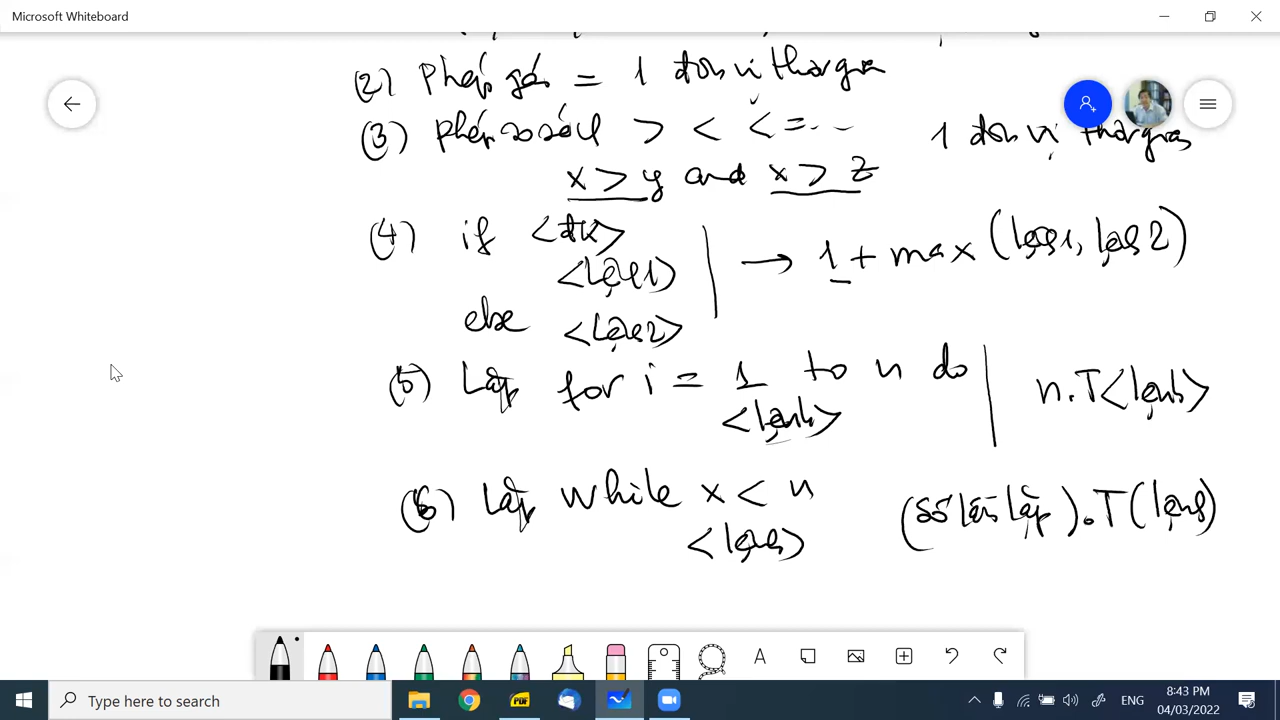 Microsoft Whiteboard
(2) Phép gán = 1 đơn vị thời gian
(3) phép so sánh > < <= ... 1 đơn vị thời gian
x > y and x > z
(4) if <đk>
<lệnh1> → 1 + max (lệnh1, lệnh2)
else <lệnh2>
(5) Lặp for i = 1 to n do n.T<lệnh>
<lệnh>
(6) Lặp while x < n (Số lần lặp).T(lệnh)
<lệnh>
A
Type here to search
PDF
ENG
8:43 PM
04/03/2022